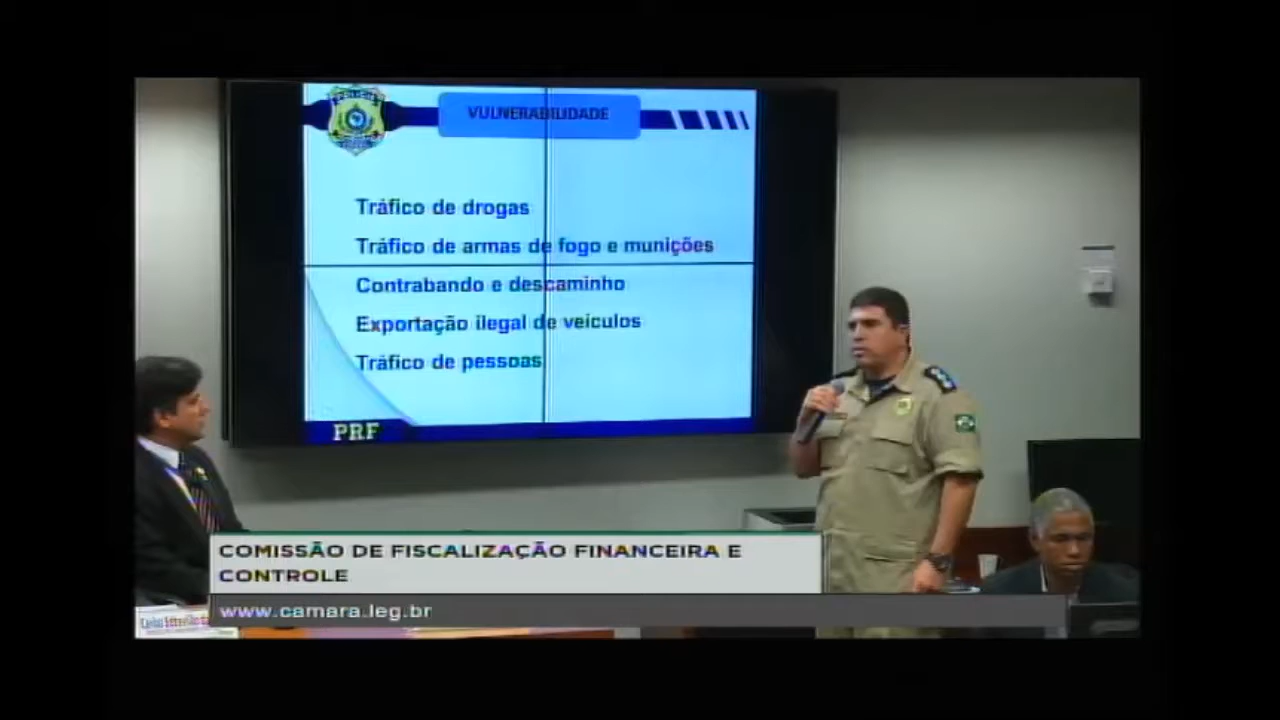 POLÍCIA
VULNERABILIDADE
Tráfico de drogas
Tráfico de armas de fogo e munições
Contrabando e descaminho
Exportação ilegal de veículos
Tráfico de pessoas
PRF
COMISSÃO DE FISCALIZAÇÃO FINANCEIRA E
CONTROLE
www.camara.leg.br